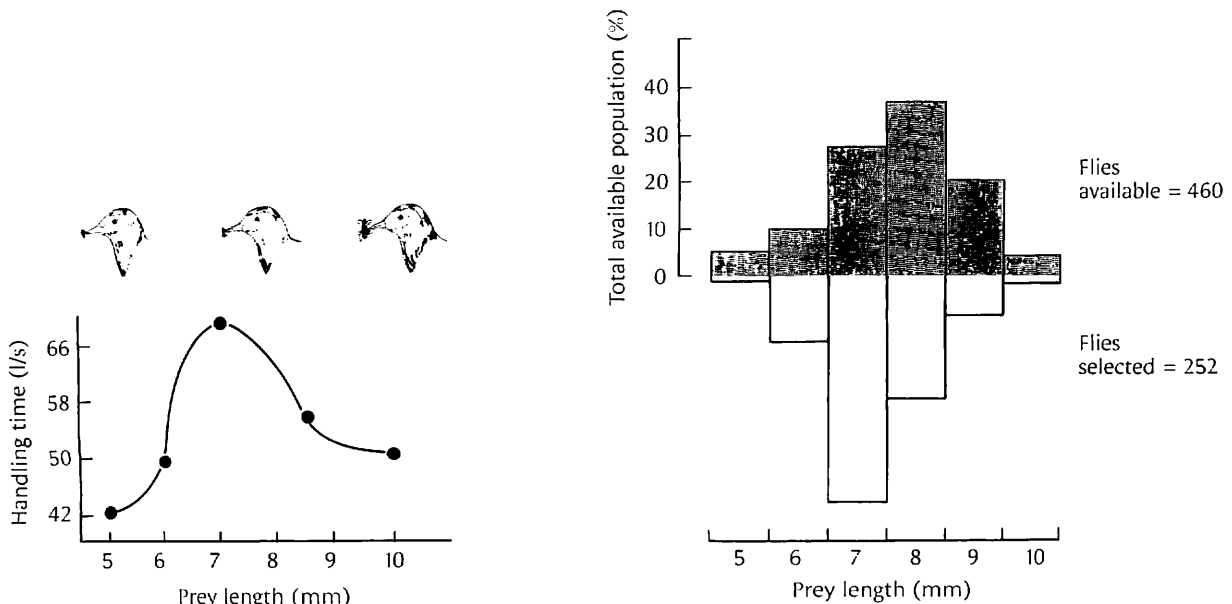 Handling time (l/s)
66
58
50
42
5 6 7 8 9 10
Prey length (mm)
Total available population (%)
40
30
20
10
0
Flies
available = 460
Flies
selected = 252
5 6 7 8 9 10
Prey length (mm)